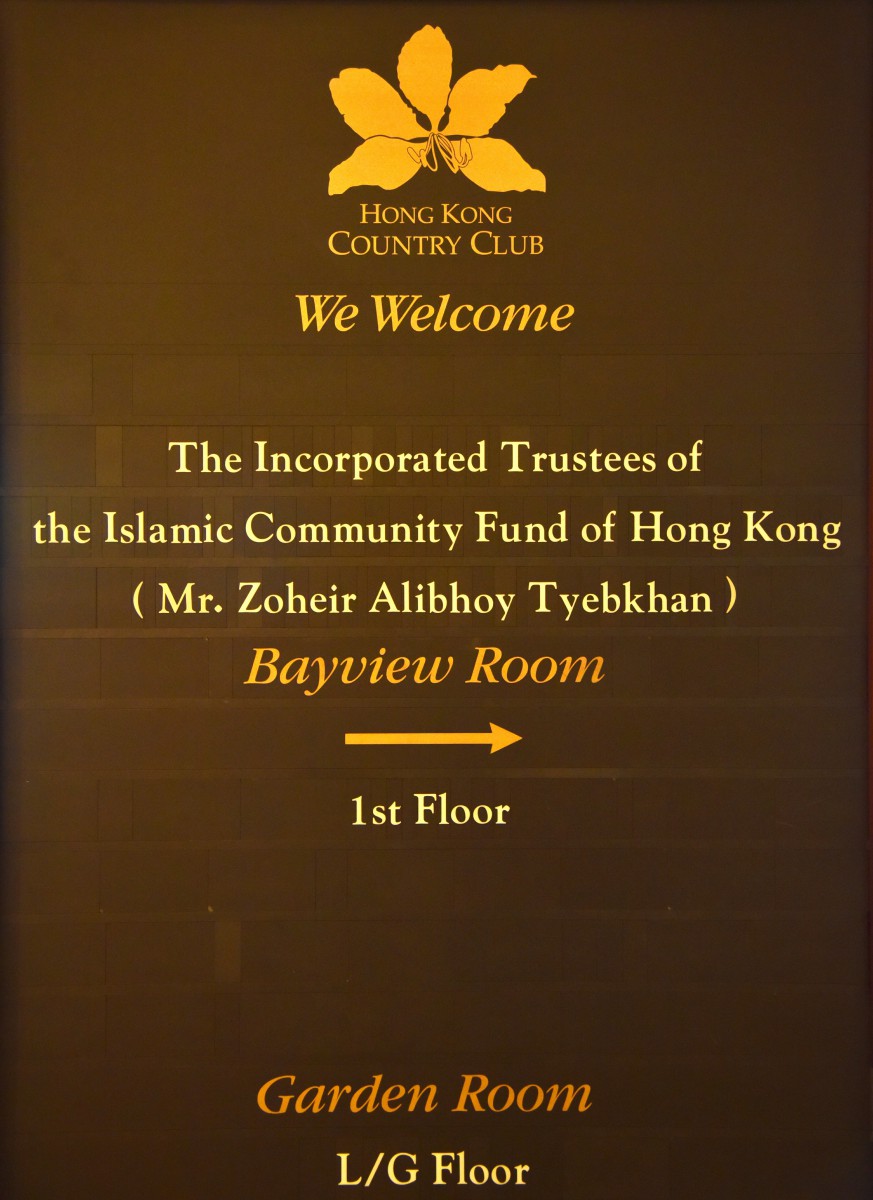 HONG KONG
COUNTRY CLUB
We Welcome
The Incorporated Trustees of
the Islamic Community Fund of Hong Kong
( Mr. Zoheir Alibhoy Tyebkhan )
Bayview Room
1st Floor
Garden Room
L/G Floor